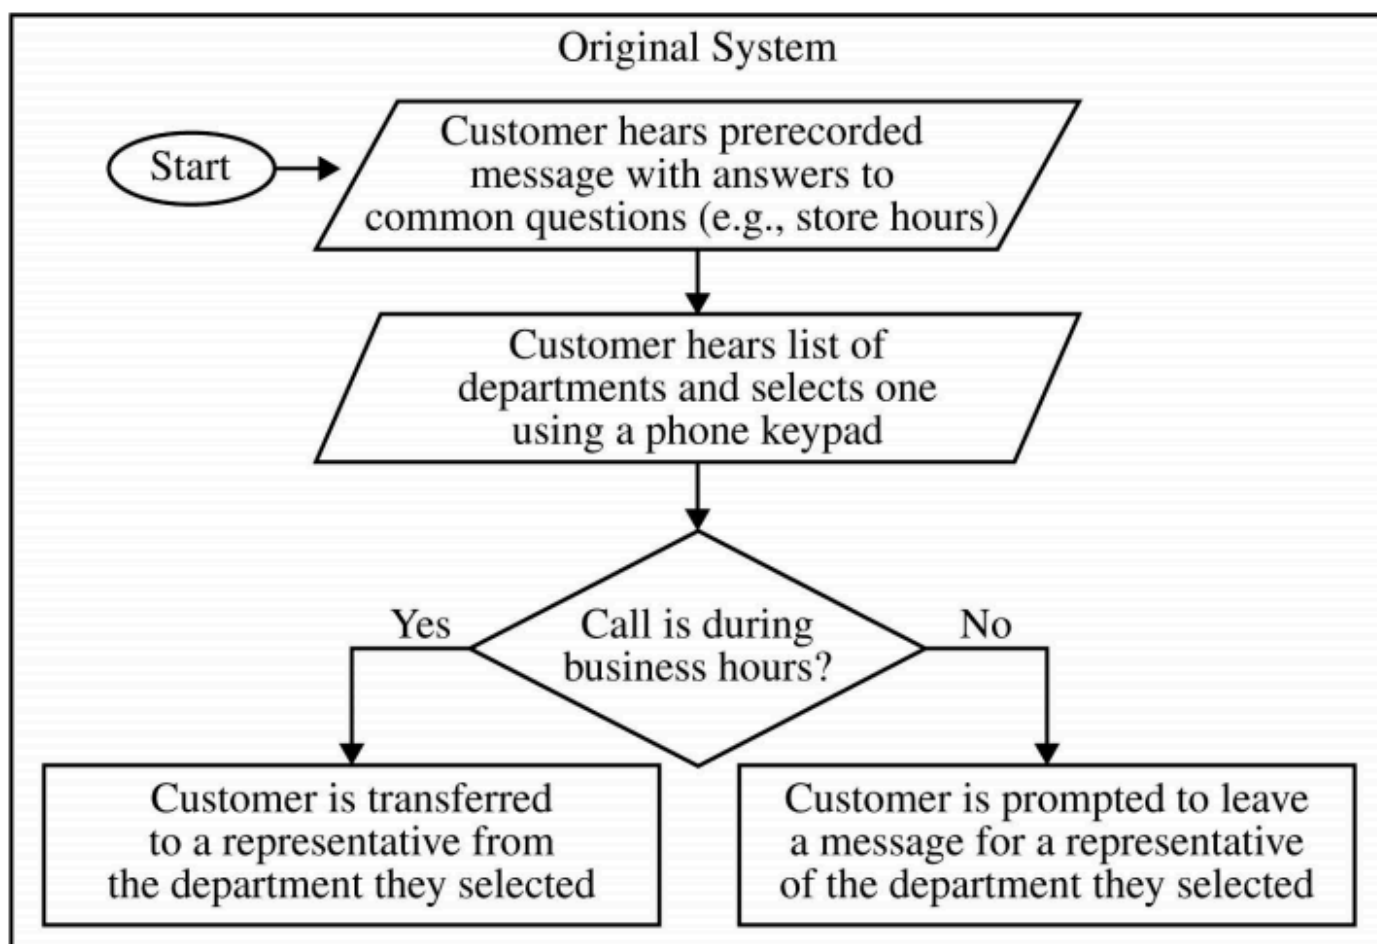 Original System
Start
Customer hears prerecorded
message with answers to
common questions (e.g., store hours)
Customer hears list of
departments and selects one
using a phone keypad
Yes
Call is during
business hours?
No
Customer is transferred
to a representative from
the department they selected
Customer is prompted to leave
a message for a representative
of the department they selected